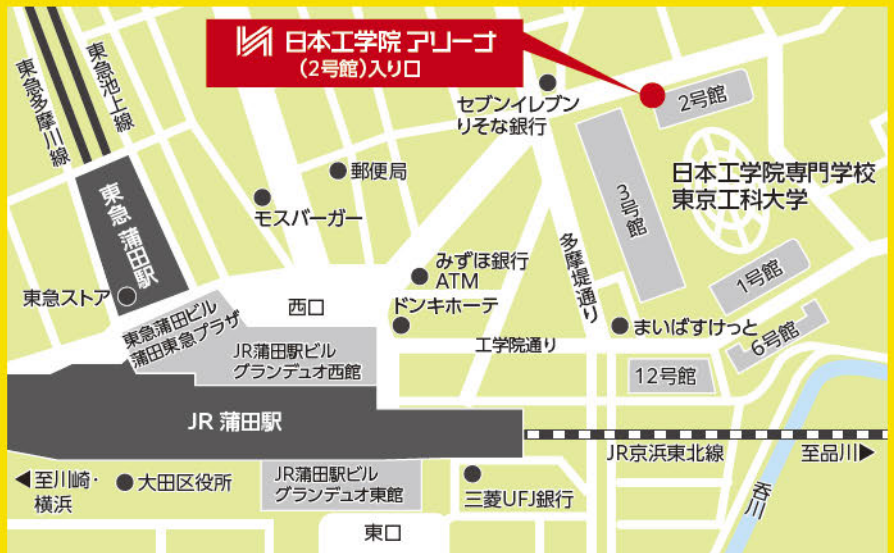 日本工学院 アリーナ
(2号館)入り口
東急多摩川線
東急池上線
セブンイレブン
りそな銀行
2号館
郵便局
モスバーガー
3号館
日本工学院専門学校
東京工科大学
東急 蒲田駅
東急ストア
みずほ銀行
ATM
ドンキホーテ
多摩堤通り
1号館
西口
東急蒲田ビル
蒲田東急プラザ
JR蒲田駅ビル
グランデュオ西館
工学院通り
まいばすけっと
6号館
12号館
JR 蒲田駅
JR京浜東北線
至品川▶
◀至川崎・
横浜
大田区役所
JR蒲田駅ビル
グランデュオ東館
三菱UFJ銀行
呑川
東口